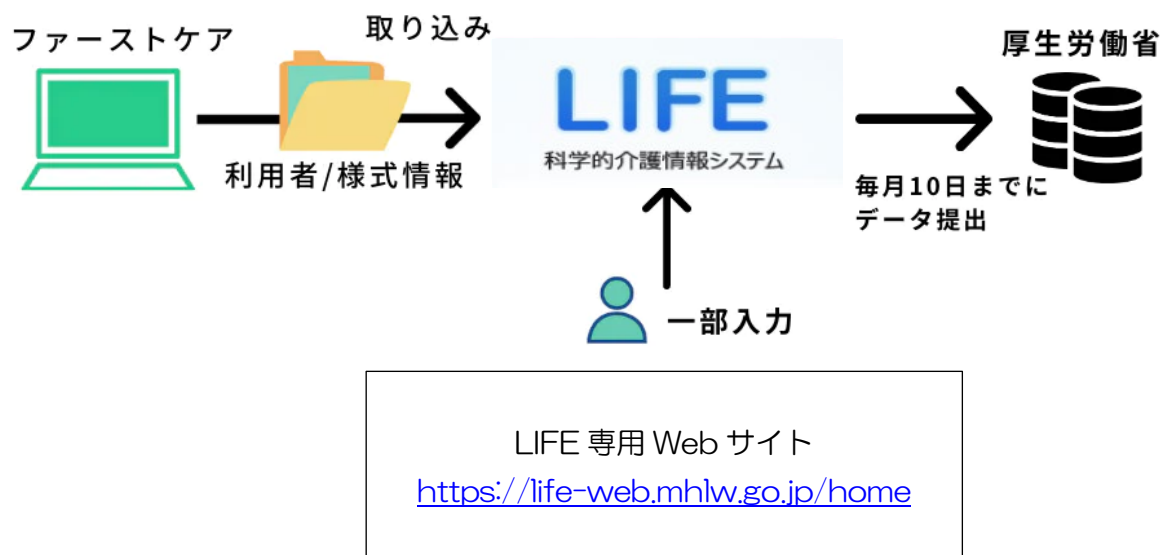 ファーストケア
取り込み
利用者/様式情報
LIFE
科学的介護情報システム
厚生労働省
毎月10日までに
データ提出
一部入力
LIFE 専用 Web サイト
https://life-web.mhlw.go.jp/home